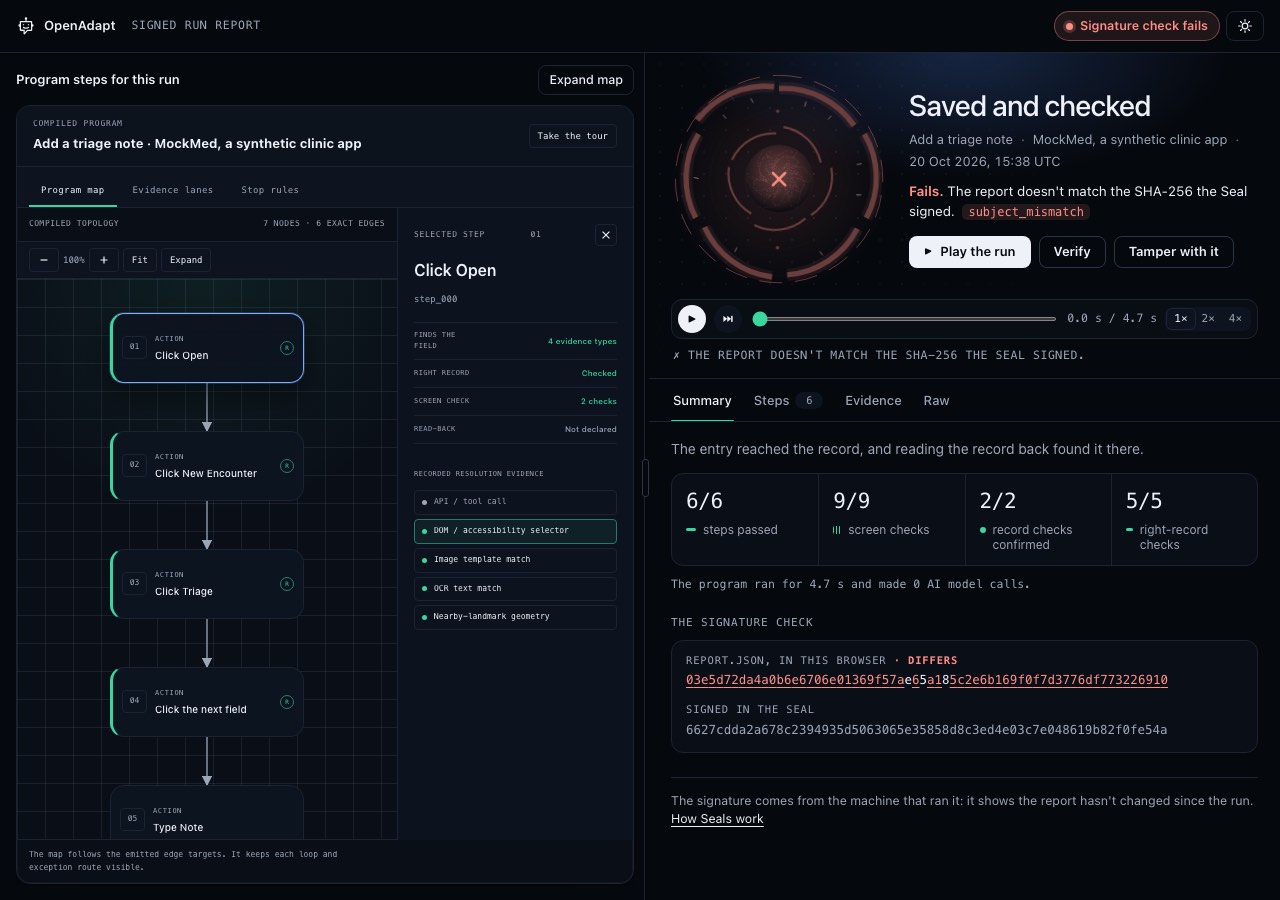 OpenAdapt SIGNED RUN REPORT
Signature check fails
Program steps for this run
Expand map
COMPILED PROGRAM
Add a triage note · MockMed, a synthetic clinic app
Take the tour
Program map Evidence lanes Stop rules
COMPILED TOPOLOGY 7 NODES · 6 EXACT EDGES
− 100% + Fit Expand
01 ACTION
Click Open R
02 ACTION
Click New Encounter R
03 ACTION
Click Triage R
04 ACTION
Click the next field R
05 ACTION
Type Note
The map follows the emitted edge targets. It keeps each loop and
exception route visible.
SELECTED STEP 01 ×
Click Open
step_000
FINDS THE
FIELD 4 evidence types
RIGHT RECORD Checked
SCREEN CHECK 2 checks
READ-BACK Not declared
RECORDED RESOLUTION EVIDENCE
API / tool call
DOM / accessibility selector
Image template match
OCR text match
Nearby-landmark geometry
Saved and checked
Add a triage note · MockMed, a synthetic clinic app ·
20 Oct 2026, 15:38 UTC
Fails. The report doesn't match the SHA-256 the Seal
signed. subject_mismatch
Play the run Verify Tamper with it
0.0 s / 4.7 s 1× 2× 4×
✗ THE REPORT DOESN'T MATCH THE SHA-256 THE SEAL SIGNED.
Summary Steps 6 Evidence Raw
The entry reached the record, and reading the record back found it there.
6/6
steps passed
9/9
screen checks
2/2
record checks
confirmed
5/5
right-record
checks
The program ran for 4.7 s and made 0 AI model calls.
THE SIGNATURE CHECK
REPORT.JSON, IN THIS BROWSER · DIFFERS
03e5d72da4a0b6e6706e01369f57ae65a185c2e6b169f0f7d3776df773226910
SIGNED IN THE SEAL
6627cdda2a678c2394935d5063065e35858d8c3ed4e03c7e048619b82f0fe54a
The signature comes from the machine that ran it: it shows the report hasn't changed since the run.
How Seals work